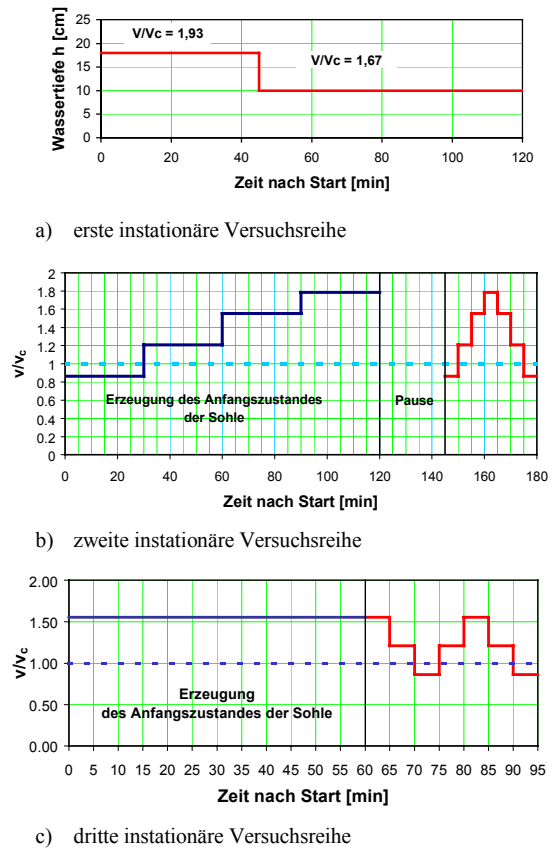 Wassertiefe h [cm]
25
20
15
10
5
0
V/Vc = 1,93
V/Vc = 1,67
0 20 40 60 80 100 120
Zeit nach Start [min]
a) erste instationäre Versuchsreihe
v/vc
2
1.8
1.6
1.4
1.2
1
0.8
0.6
0.4
0.2
0
Erzeugung des Anfangszustandes
der Sohle
Pause
0 20 40 60 80 100 120 140 160 180
Zeit nach Start [min]
b) zweite instationäre Versuchsreihe
v/vc
2.00
1.50
1.00
0.50
0.00
Erzeugung
des Anfangszustandes der Sohle
0 5 10 15 20 25 30 35 40 45 50 55 60 65 70 75 80 85 90 95
Zeit nach Start [min]
c) dritte instationäre Versuchsreihe